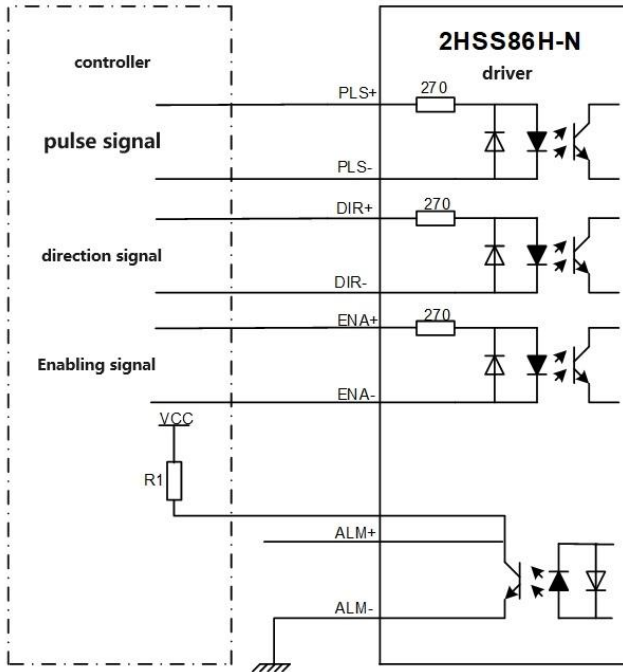 2HSS86H-N
driver
controller
PLS+
270
pulse signal
PLS-
DIR+
270
direction signal
DIR-
ENA+
270
Enabling signal
ENA-
VCC
R1
ALM+
ALM-